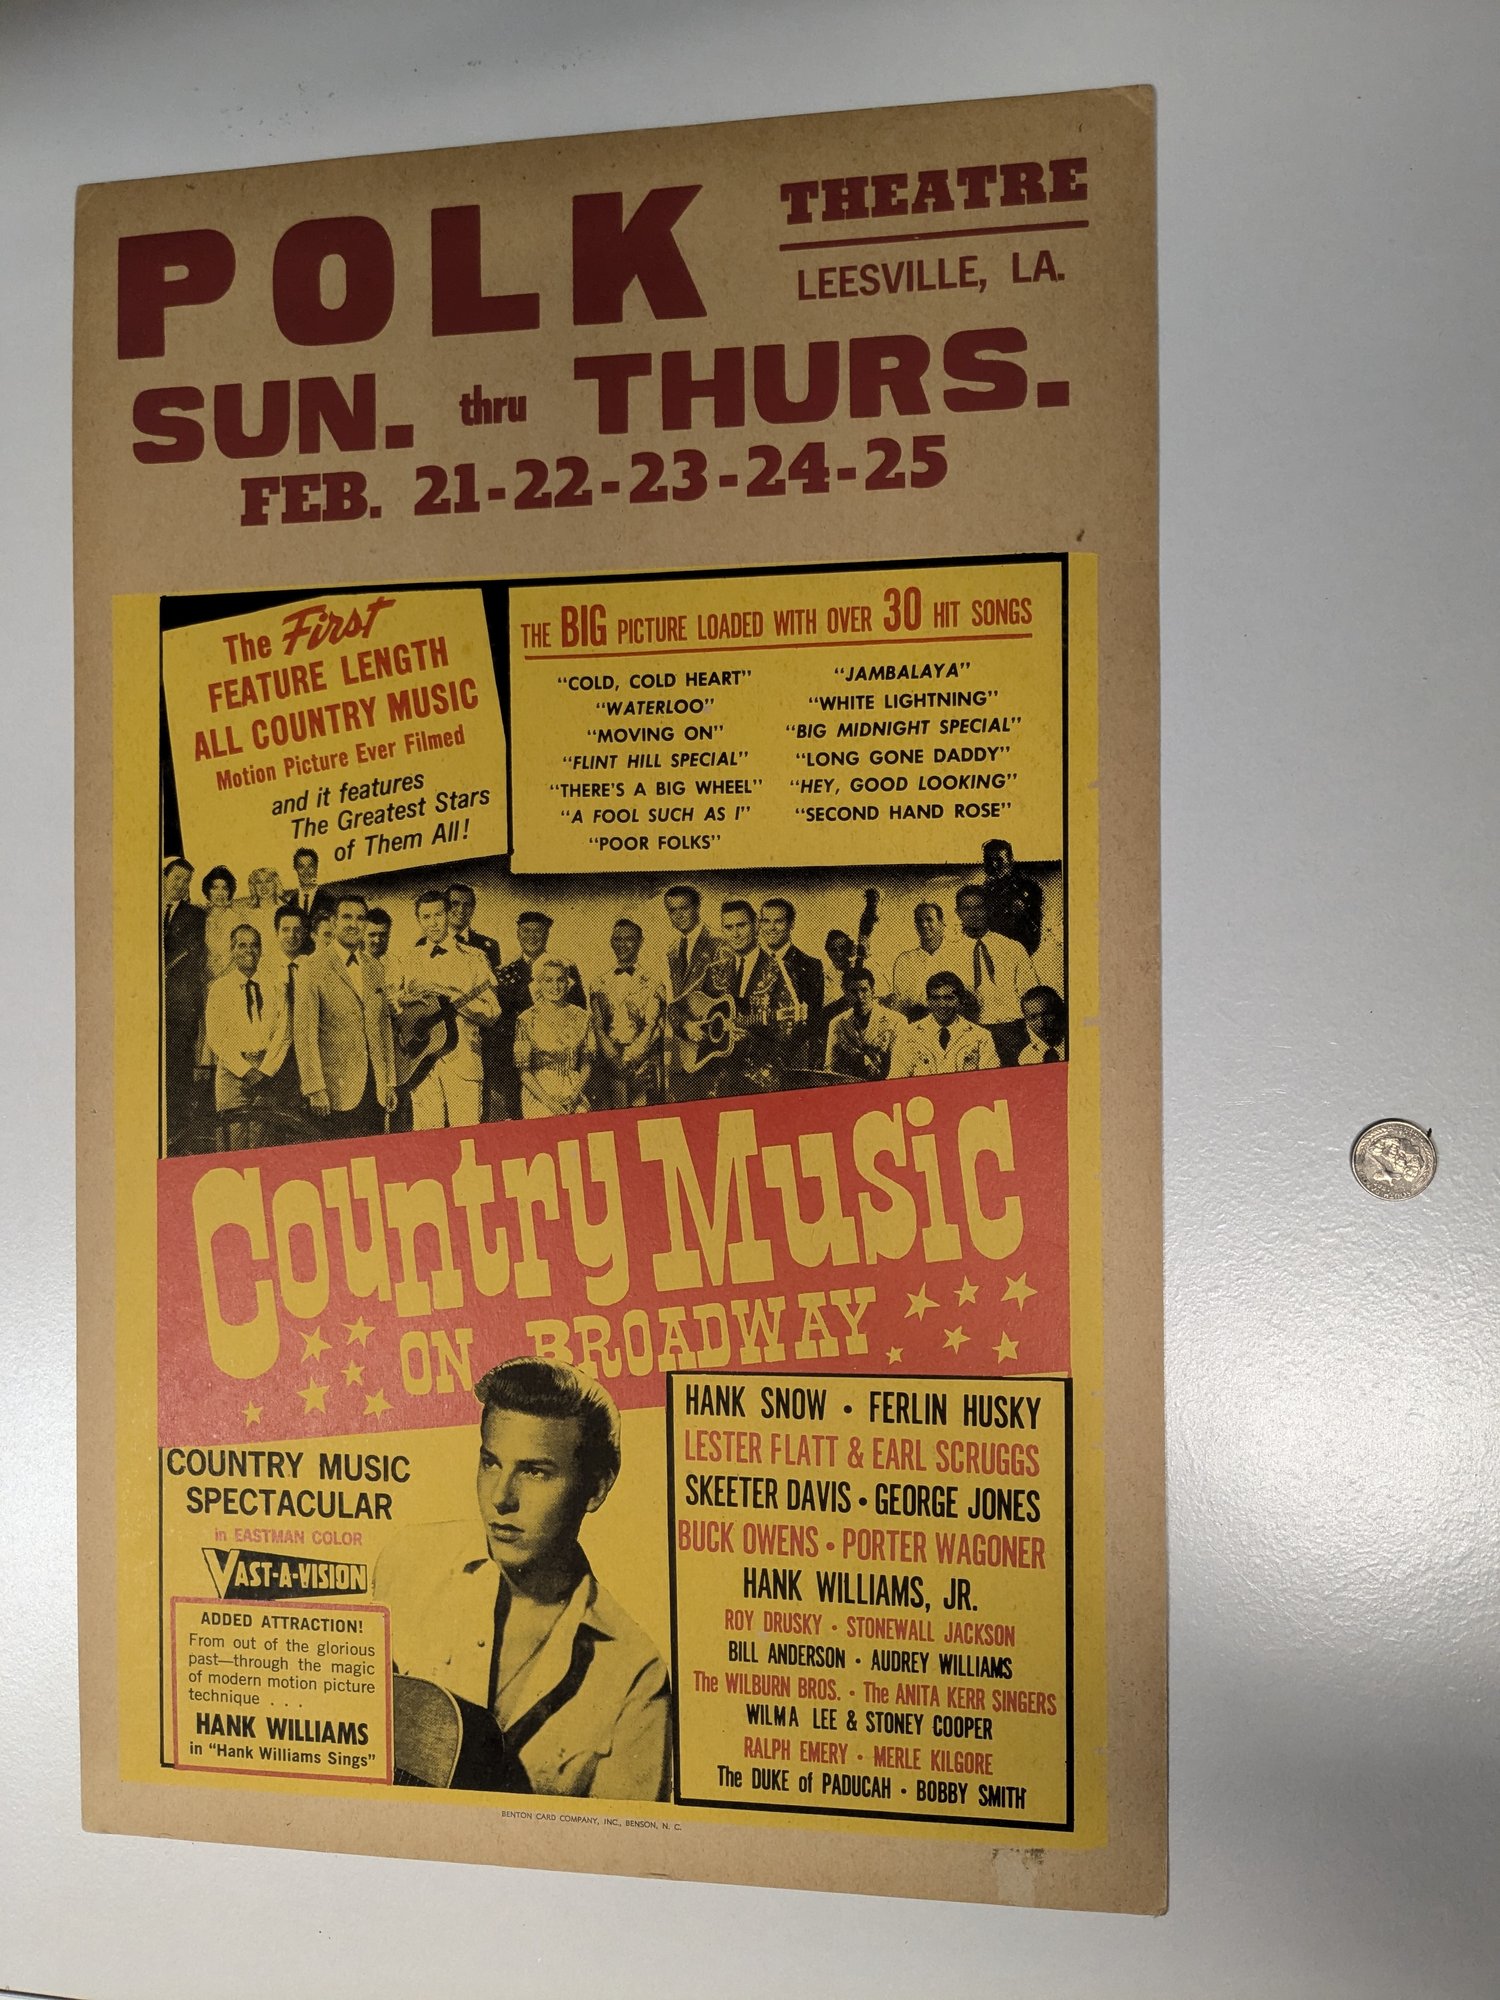 POLK
THEATRE
LEESVILLE, LA.
SUN. thru THURS.
FEB. 21-22-23-24-25
The First
FEATURE LENGTH
ALL COUNTRY MUSIC
Motion Picture Ever Filmed
and it features
The Greatest Stars
of Them All!
THE BIG PICTURE LOADED WITH OVER 30 HIT SONGS
"COLD, COLD HEART"
"WATERLOO"
"MOVING ON"
"FLINT HILL SPECIAL"
"THERE'S A BIG WHEEL"
"A FOOL SUCH AS I"
"POOR FOLKS"
"JAMBALAYA"
"WHITE LIGHTNING"
"BIG MIDNIGHT SPECIAL"
"LONG GONE DADDY"
"HEY, GOOD LOOKING"
"SECOND HAND ROSE"
Country Music
ON BROADWAY
COUNTRY MUSIC
SPECTACULAR
in EASTMAN COLOR
VAST-A-VISION
ADDED ATTRACTION!
From out of the glorious
past—through the magic
of modern motion picture
technique . . .
HANK WILLIAMS
in "Hank Williams Sings"
HANK SNOW • FERLIN HUSKY
LESTER FLATT & EARL SCRUGGS
SKEETER DAVIS • GEORGE JONES
BUCK OWENS • PORTER WAGONER
HANK WILLIAMS, JR.
ROY DRUSKY • STONEWALL JACKSON
BILL ANDERSON • AUDREY WILLIAMS
The WILBURN BROS. • The ANITA KERR SINGERS
WILMA LEE & STONEY COOPER
RALPH EMERY • MERLE KILGORE
The DUKE of PADUCAH • BOBBY SMITH
BENTON CARD COMPANY, INC., BENSON, N. C.